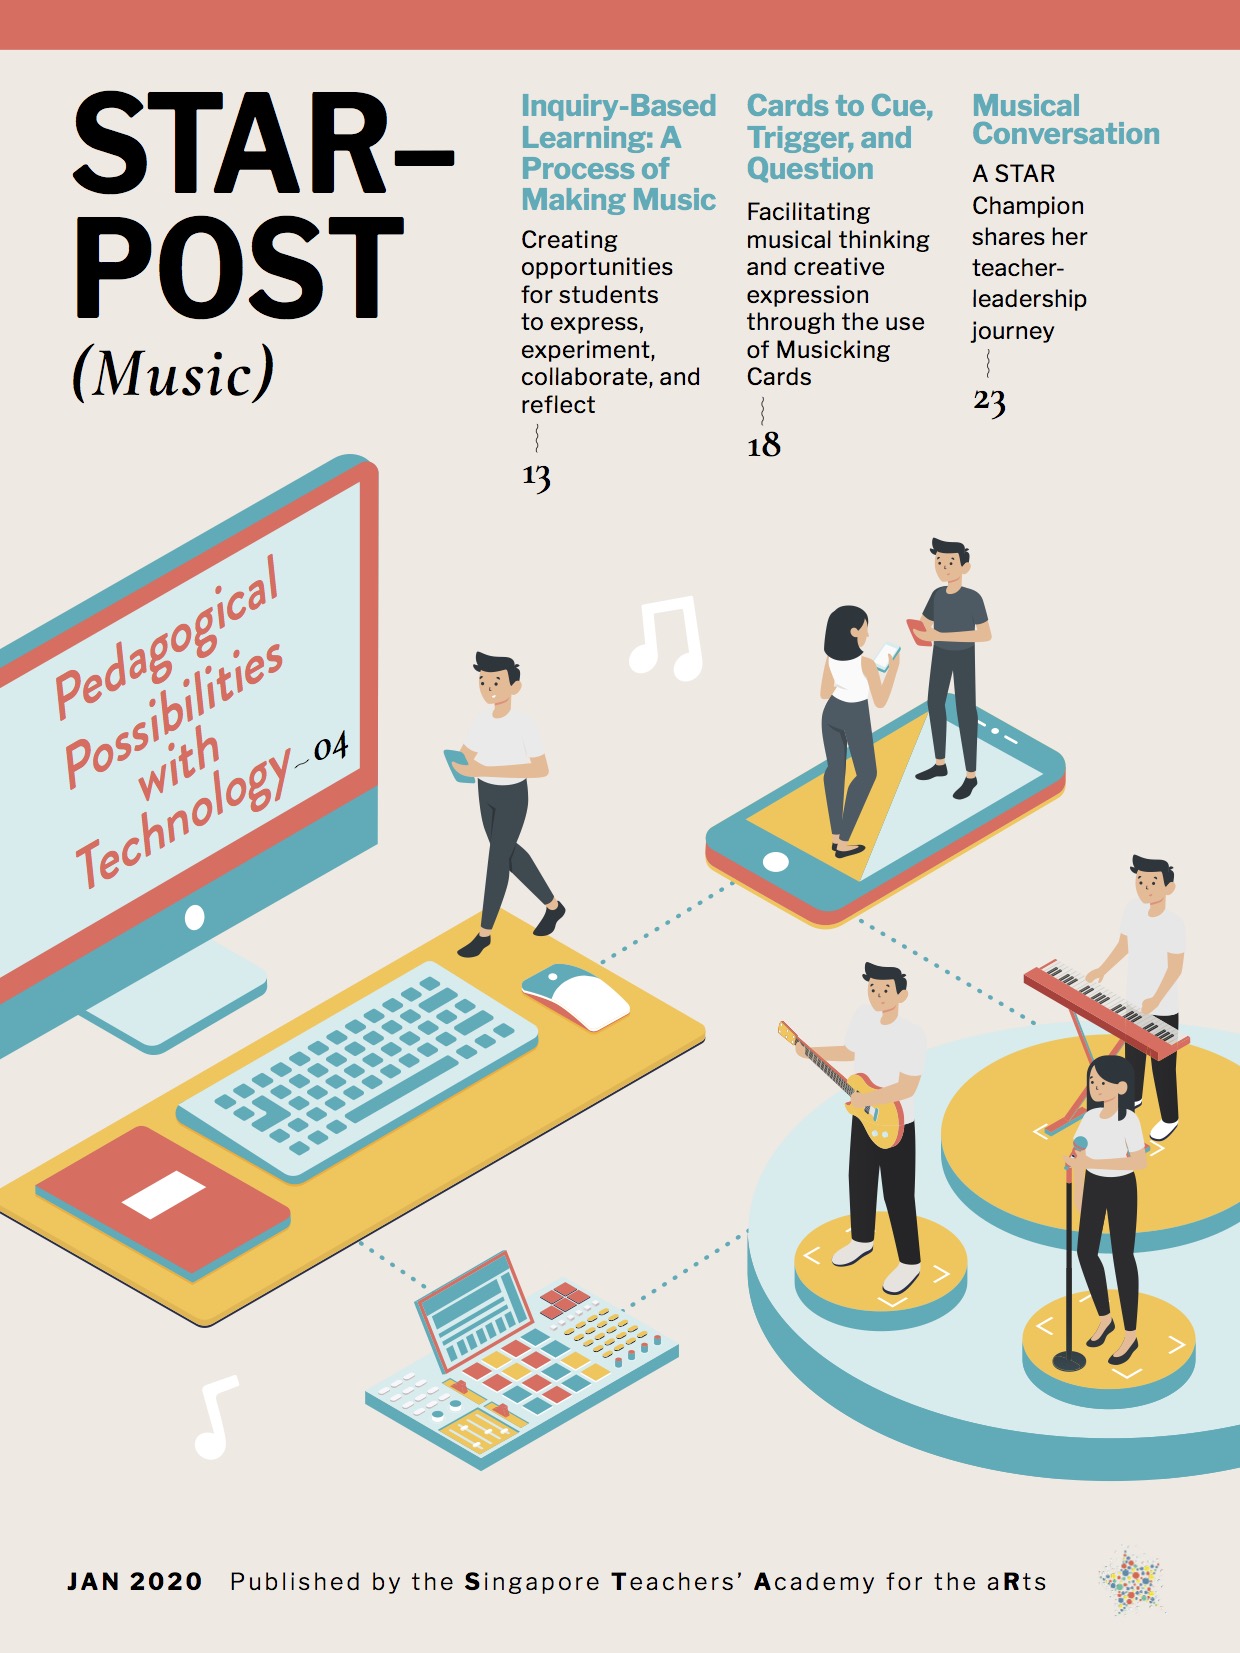 STAR–
POST
(Music)
Inquiry-Based
Learning: A
Process of
Making Music
Creating
opportunities
for students
to express,
experiment,
collaborate, and
reflect
13
Cards to Cue,
Trigger, and
Question
Facilitating
musical thinking
and creative
expression
through the use
of Musicking
Cards
18
Musical
Conversation
A STAR
Champion
shares her
teacher-
leadership
journey
23
Pedagogical
Possibilities
with
Technology~04
JAN 2020 Published by the Singapore Teachers’ Academy for the aRts